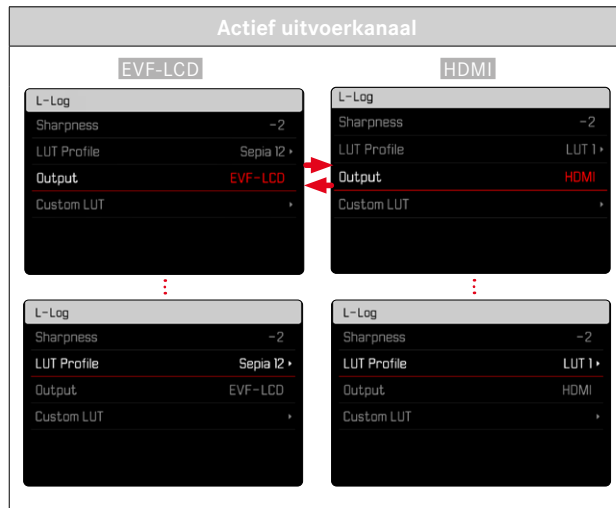 Actief uitvoerkanaal
EVF-LCD
L-Log
Sharpness -2
LUT Profile Sepia 12
Output EVF-LCD
Custom LUT
HDMI
L-Log
Sharpness -2
LUT Profile LUT 1
Output HDMI
Custom LUT
L-Log
Sharpness -2
LUT Profile Sepia 12
Output EVF-LCD
Custom LUT
L-Log
Sharpness -2
LUT Profile LUT 1
Output HDMI
Custom LUT